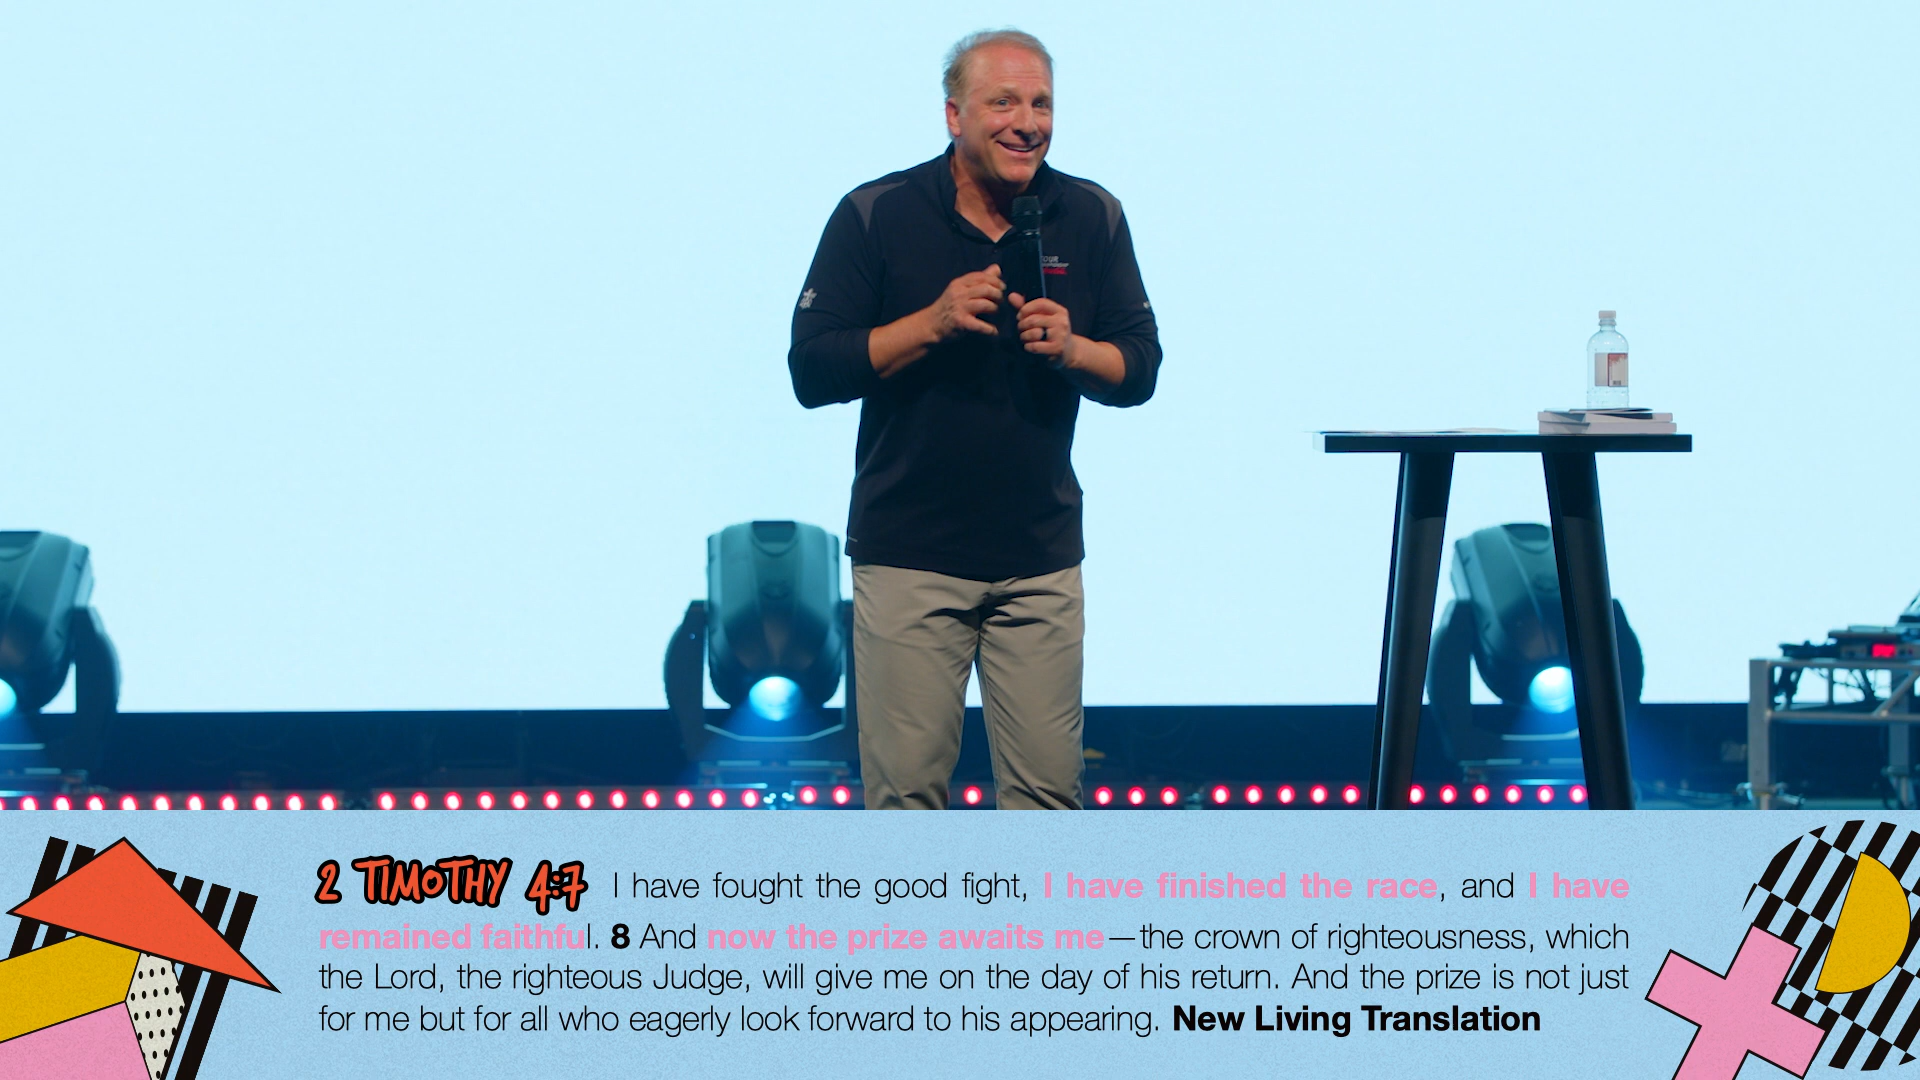 TOUR
2 TIMOTHY 4:7 I have fought the good fight, I have finished the race, and I have
remained faithful. 8 And now the prize awaits me—the crown of righteousness, which
the Lord, the righteous Judge, will give me on the day of his return. And the prize is not just
for me but for all who eagerly look forward to his appearing. New Living Translation